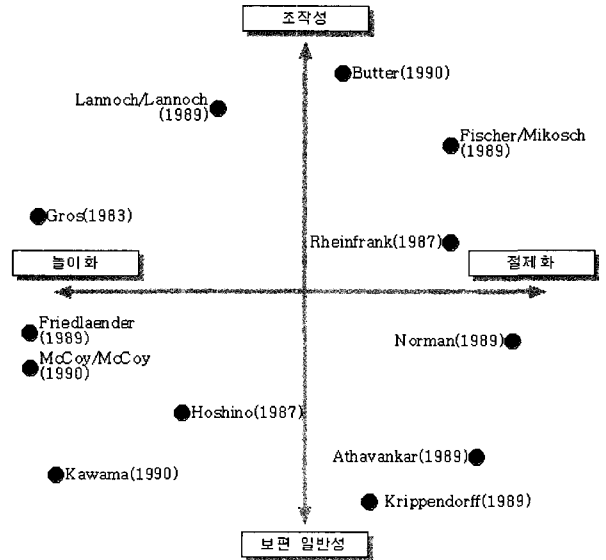 조작성
Butter(1990)
Lannoch/Lannoch
(1989)
Fischer/Mikosch
(1989)
Gros(1983)
Rheinfrank(1987)
놀이화
절제화
Friedlaender
(1989)
Norman(1989)
McCoy/McCoy
(1990)
Hoshino(1987)
Athavankar(1989)
Kawama(1990)
Krippendorff(1989)
보편 일반성